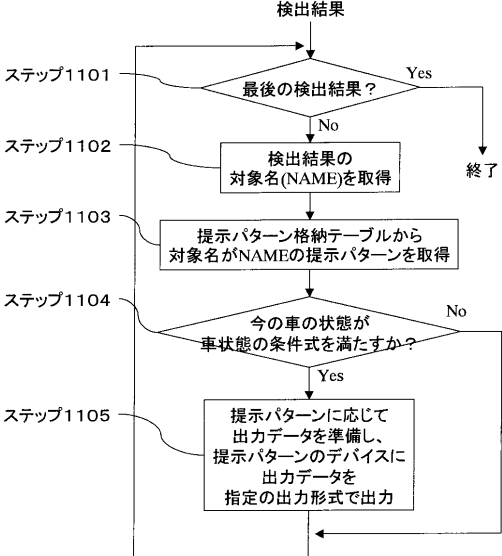 検出結果
ステップ1101
最後の検出結果？
Yes
No
終了
ステップ1102
検出結果の
対象名(NAME)を取得
ステップ1103
提示パターン格納テーブルから
対象名がNAMEの提示パターンを取得
ステップ1104
今の車の状態が
車状態の条件式を満たすか？
No
Yes
ステップ1105
提示パターンに応じて
出力データを準備し、
提示パターンのデバイスに
出力データを
指定の出力形式で出力